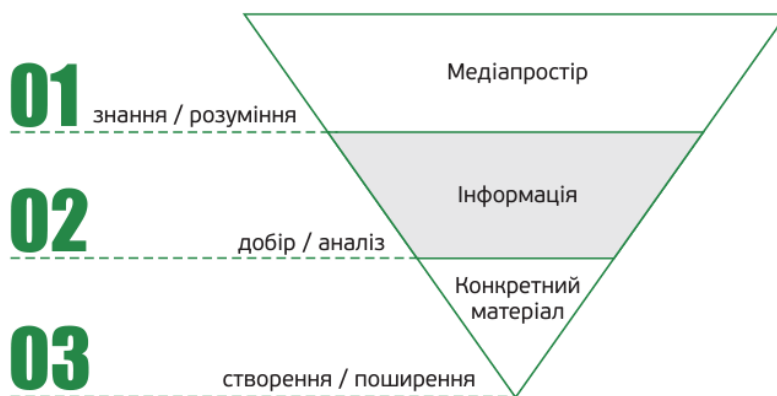 Медіапростір
01 знання / розуміння
Інформація
02 добір / аналіз
Конкретний
матеріал
03 створення / поширення